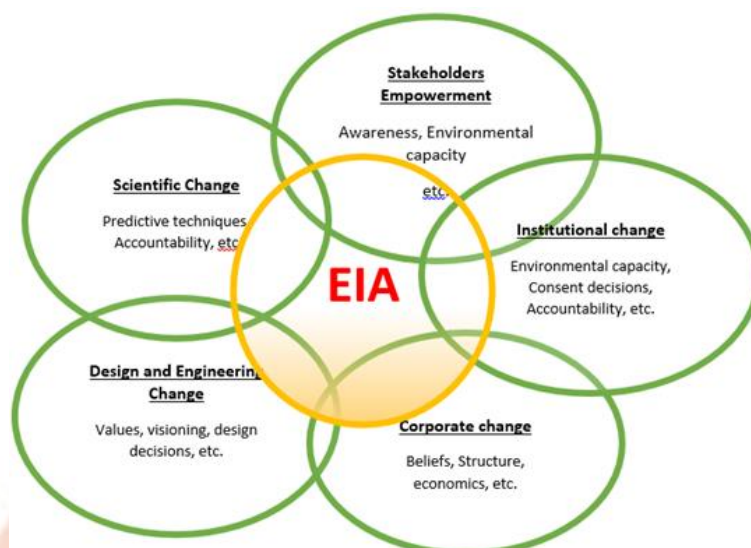 Stakeholders
Empowerment
Awareness, Environmental
capacity
etc.
Scientific Change
Predictive techniques
Accountability, etc
Institutional change
Environmental capacity,
Consent decisions,
Accountability, etc.
EIA
Design and Engineering
Change
Values, visioning, design
decisions, etc.
Corporate change
Beliefs, Structure,
economics, etc.